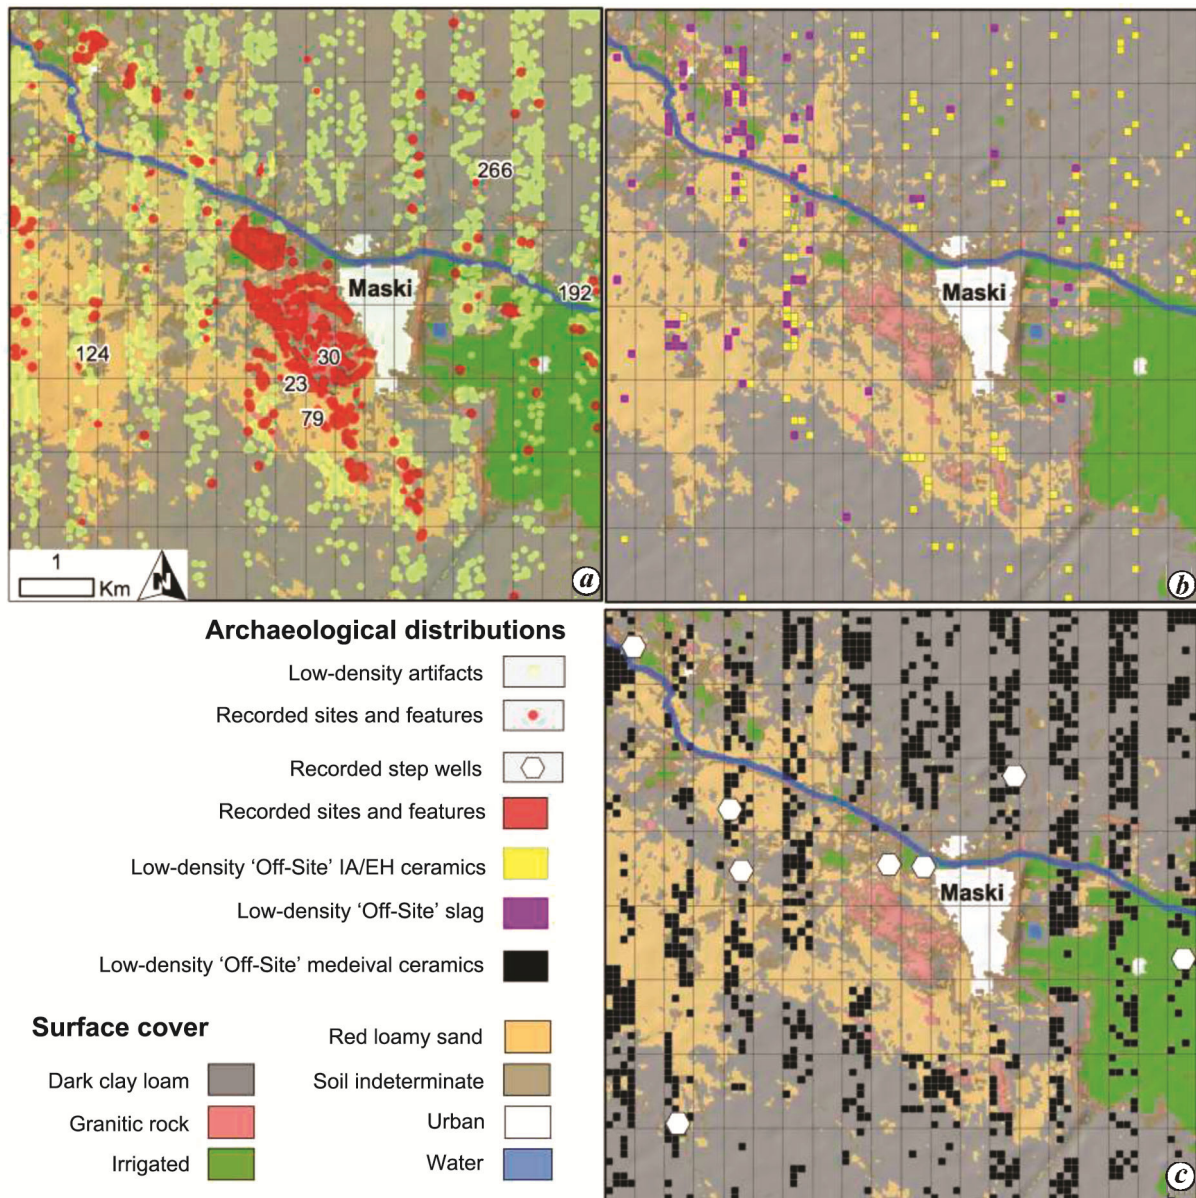 266
Maski
192
124
30
23
79
1
Km
N
a
Maski
b
Archaeological distributions
Low-density artifacts
Recorded sites and features
Recorded step wells
Recorded sites and features
Low-density ‘Off-Site’ IA/EH ceramics
Low-density ‘Off-Site’ slag
Low-density ‘Off-Site’ medeival ceramics
Surface cover
Red loamy sand
Dark clay loam
Soil indeterminate
Granitic rock
Urban
Irrigated
Water
Maski
c